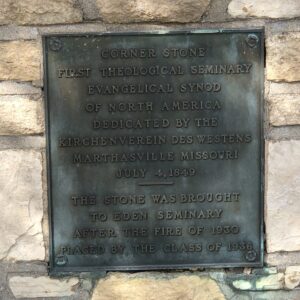 CORNER STONE
FIRST THEOLOGICAL SEMINARY
EVANGELICAL SYNOD
OF NORTH AMERICA
DEDICATED BY THE
KIRCHENVEREIN DES WESTENS
MARTHASVILLE MISSOURI
JULY 4, 1849
THE STONE WAS BROUGHT
TO EDEN SEMINARY
AFTER THE FIRE OF 1930
PLACED BY THE CLASS OF 1936